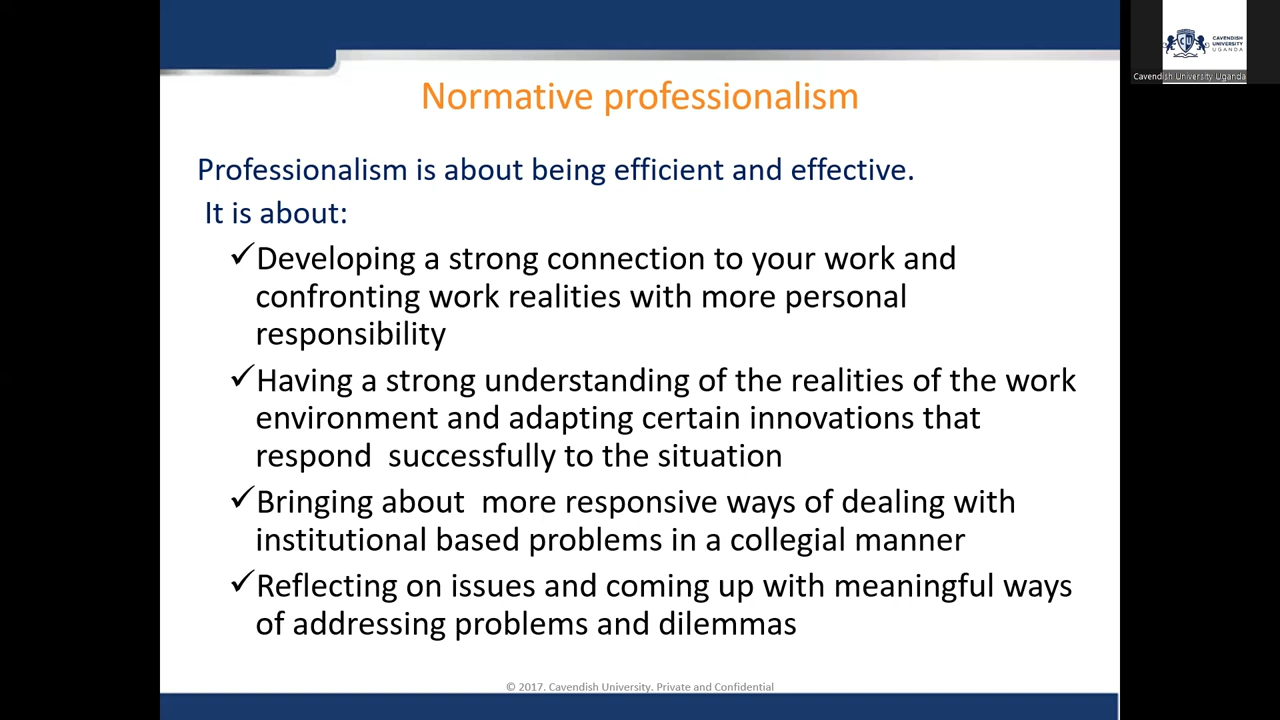 CAVENDISH
UNIVERSITY
UGANDA
Cavendish University Uganda
Normative professionalism
Professionalism is about being efficient and effective.
It is about:
✓Developing a strong connection to your work and
confronting work realities with more personal
responsibility
✓Having a strong understanding of the realities of the work
environment and adapting certain innovations that
respond  successfully to the situation
✓Bringing about  more responsive ways of dealing with
institutional based problems in a collegial manner
✓Reflecting on issues and coming up with meaningful ways
of addressing problems and dilemmas
© 2017. Cavendish University. Private and Confidential